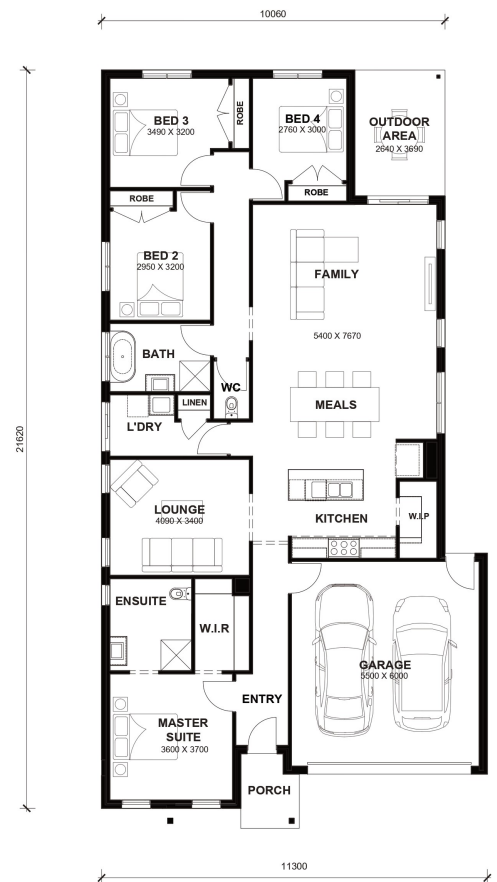 10060
BED 3
3490 X 3200
ROBE
BED 4
2760 X 3000
OUTDOOR
AREA
2640 X 3690
ROBE
ROBE
BED 2
2950 X 3200
FAMILY
5400 X 7670
BATH
WC
LINEN
MEALS
L'DRY
21620
LOUNGE
4090 X 3400
KITCHEN
W.I.P
ENSUITE
W.I.R
GARAGE
5500 X 6000
ENTRY
MASTER
SUITE
3600 X 3700
PORCH
11300